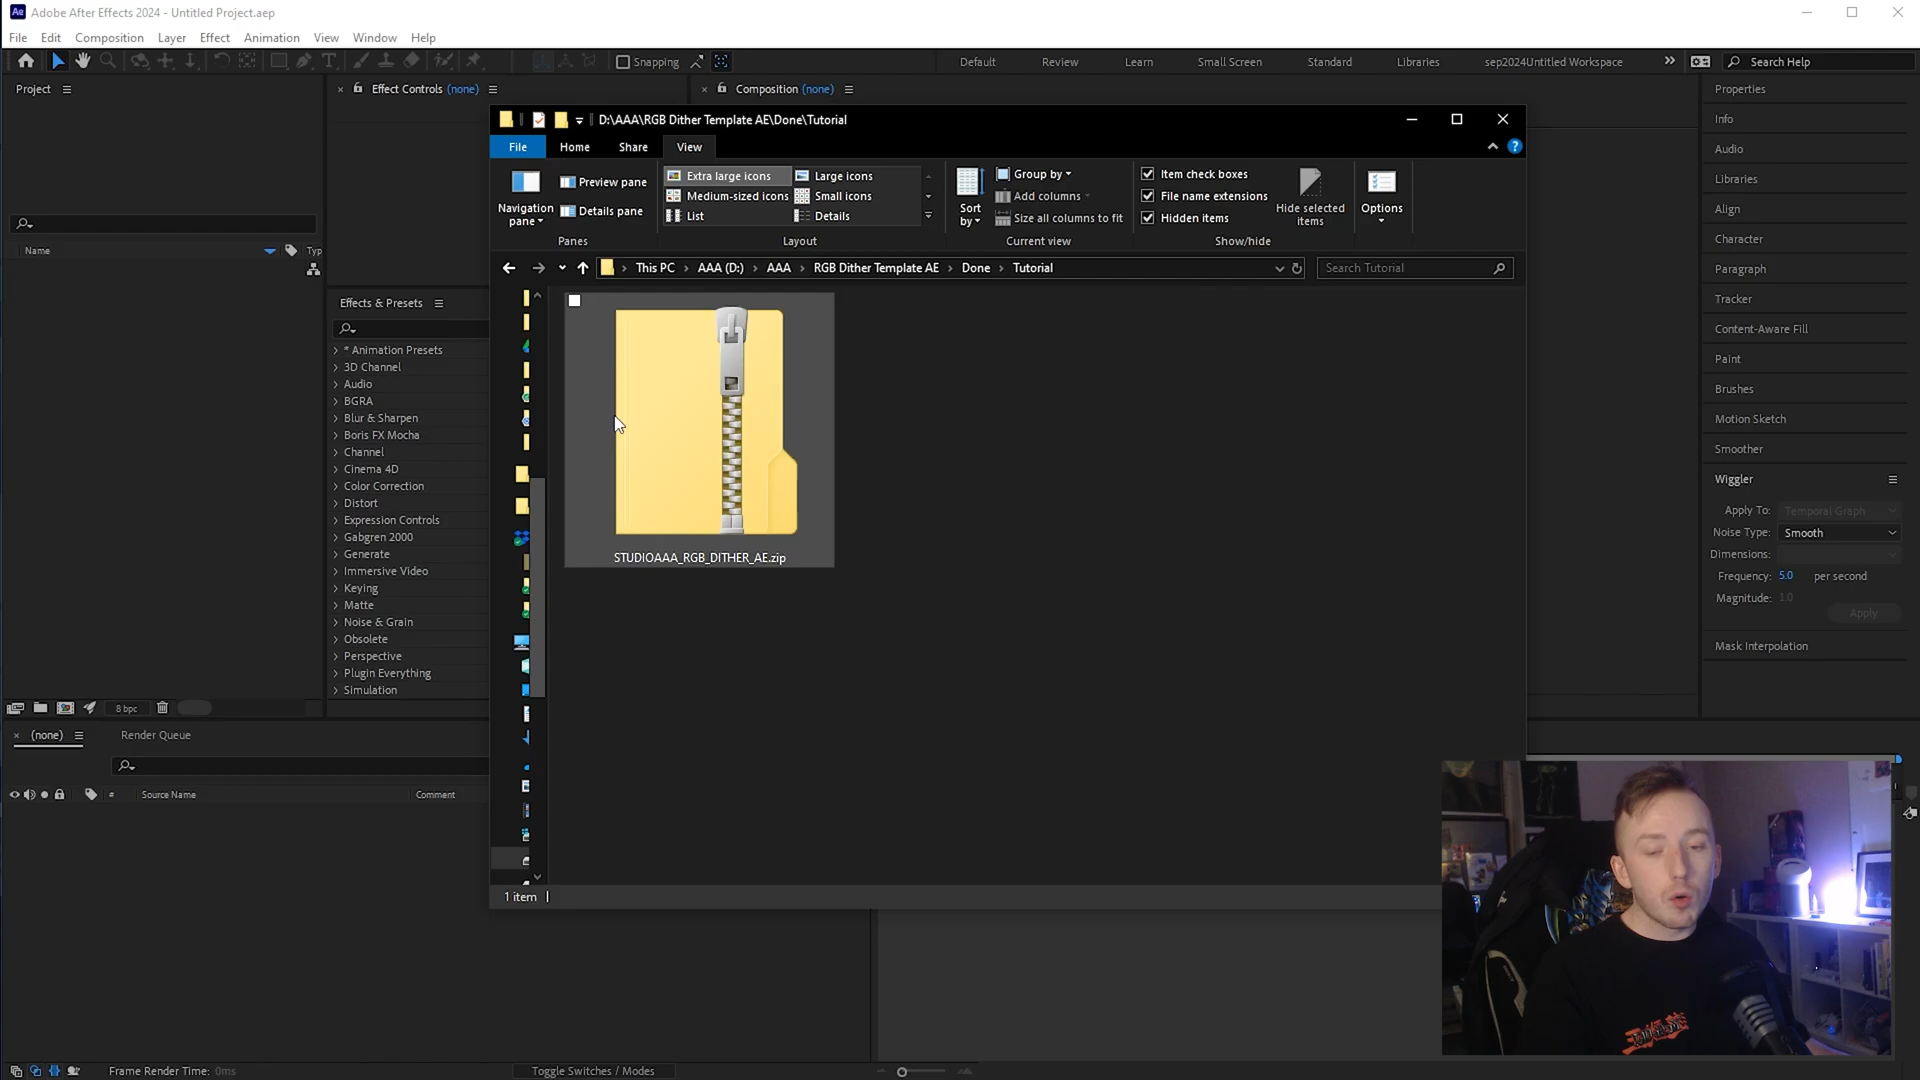 Adobe After Effects 2024 - Untitled Project.aep
File Edit Composition Layer Effect Animation View Window Help
Snapping
Default Review Learn Small Screen Standard Libraries sep2024Untitled Workspace Search Help
Project
Effect Controls (none)
Composition (none)
D:\AAA\RGB Dither Template AE\Done\Tutorial
File Home Share View
Navigation pane
Preview pane
Details pane
Panes
Extra large icons Large icons
Medium-sized icons Small icons
List Details
Layout
Sort by
Group by
Add columns
Size all columns to fit
Current view
Item check boxes
File name extensions
Hidden items
Hide selected items
Show/hide
Options
This PC AAA (D:) AAA RGB Dither Template AE Done Tutorial
Search Tutorial
STUDIOAAA_RGB_DITHER_AE.zip
1 item
Name Typ
8 bpc
Effects & Presets
* Animation Presets
3D Channel
Audio
BGRA
Blur & Sharpen
Boris FX Mocha
Channel
Cinema 4D
Color Correction
Distort
Expression Controls
Gabgren 2000
Generate
Immersive Video
Keying
Matte
Noise & Grain
Obsolete
Perspective
Plugin Everything
Simulation
(none) Render Queue
# Source Name Comment
Frame Render Time: 0ms
Toggle Switches / Modes
Properties
Info
Audio
Libraries
Align
Character
Paragraph
Tracker
Content-Aware Fill
Paint
Brushes
Motion Sketch
Smoother
Wiggler
Apply To: Temporal Graph
Noise Type: Smooth
Dimensions:
Frequency: 5.0 per second
Magnitude: 1.0
Apply
Mask Interpolation